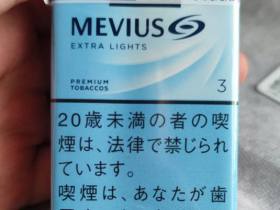 MEVIUS
EXTRA LIGHTS
PREMIUM
TOBACCOS
3
20歳未満の者の喫
煙は、法律で禁じられ
ています。
喫煙は、あなたが歯